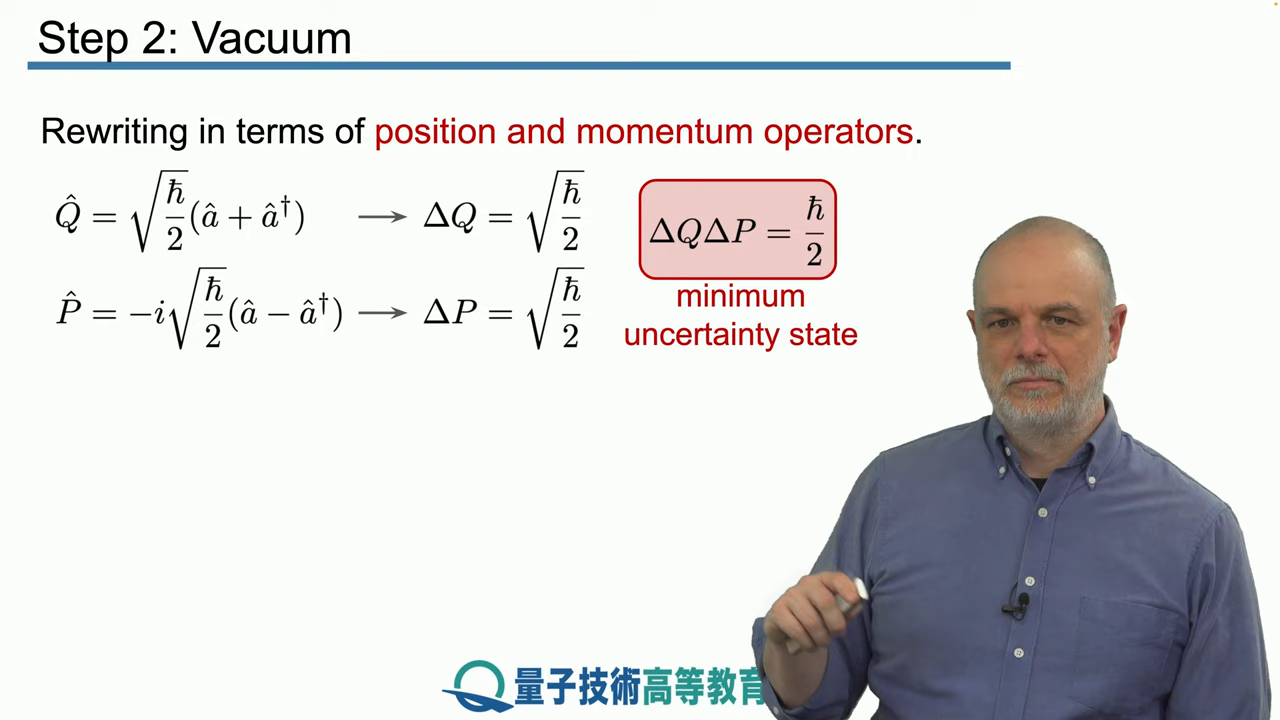 Step 2: Vacuum
Rewriting in terms of position and momentum operators.
Q̂ = √(ħ/2)(â + â†) → ΔQ = √(ħ/2)
P̂ = −i√(ħ/2)(â − â†) → ΔP = √(ħ/2)
ΔQΔP = ħ/2
minimum
uncertainty state
量子技術高等教育